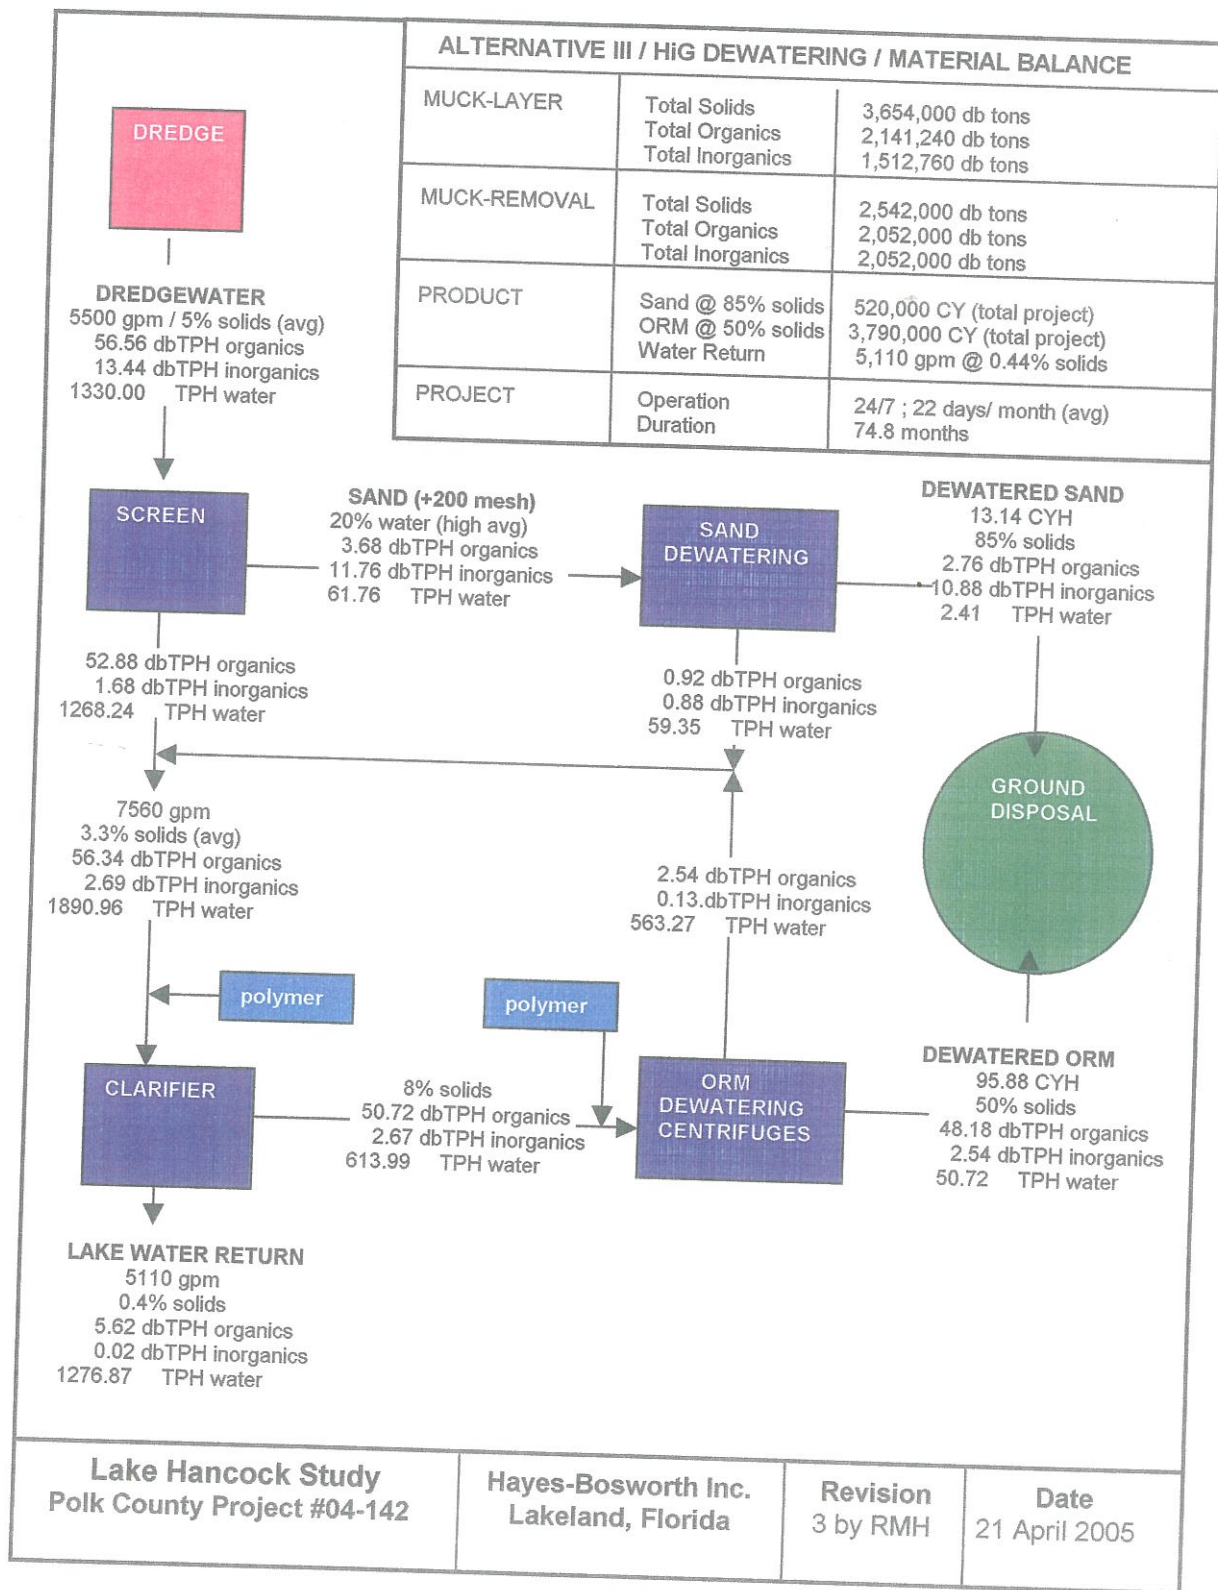 ALTERNATIVE III / HiG DEWATERING / MATERIAL BALANCE
MUCK-LAYER
Total Solids 3,654,000 db tons
Total Organics 2,141,240 db tons
Total Inorganics 1,512,760 db tons
MUCK-REMOVAL
Total Solids 2,542,000 db tons
Total Organics 2,052,000 db tons
Total Inorganics 2,052,000 db tons
PRODUCT
Sand @ 85% solids 520,000 CY (total project)
ORM @ 50% solids 3,790,000 CY (total project)
Water Return 5,110 gpm @ 0.44% solids
PROJECT
Operation 24/7 ; 22 days/ month (avg)
Duration 74.8 months
DREDGE
DREDGEWATER
5500 gpm / 5% solids (avg)
56.56 dbTPH organics
13.44 dbTPH inorganics
1330.00 TPH water
SCREEN
SAND (+200 mesh)
20% water (high avg)
3.68 dbTPH organics
11.76 dbTPH inorganics
61.76 TPH water
SAND
DEWATERING
DEWATERED SAND
13.14 CYH
85% solids
2.76 dbTPH organics
10.88 dbTPH inorganics
2.41 TPH water
52.88 dbTPH organics
1.68 dbTPH inorganics
1268.24 TPH water
0.92 dbTPH organics
0.88 dbTPH inorganics
59.35 TPH water
GROUND
DISPOSAL
7560 gpm
3.3% solids (avg)
56.34 dbTPH organics
2.69 dbTPH inorganics
1890.96 TPH water
2.54 dbTPH organics
0.13.dbTPH inorganics
563.27 TPH water
polymer
polymer
CLARIFIER
8% solids
50.72 dbTPH organics
2.67 dbTPH inorganics
613.99 TPH water
ORM
DEWATERING
CENTRIFUGES
DEWATERED ORM
95.88 CYH
50% solids
48.18 dbTPH organics
2.54 dbTPH inorganics
50.72 TPH water
LAKE WATER RETURN
5110 gpm
0.4% solids
5.62 dbTPH organics
0.02 dbTPH inorganics
1276.87 TPH water
Lake Hancock Study
Polk County Project #04-142
Hayes-Bosworth Inc.
Lakeland, Florida
Revision
3 by RMH
Date
21 April 2005